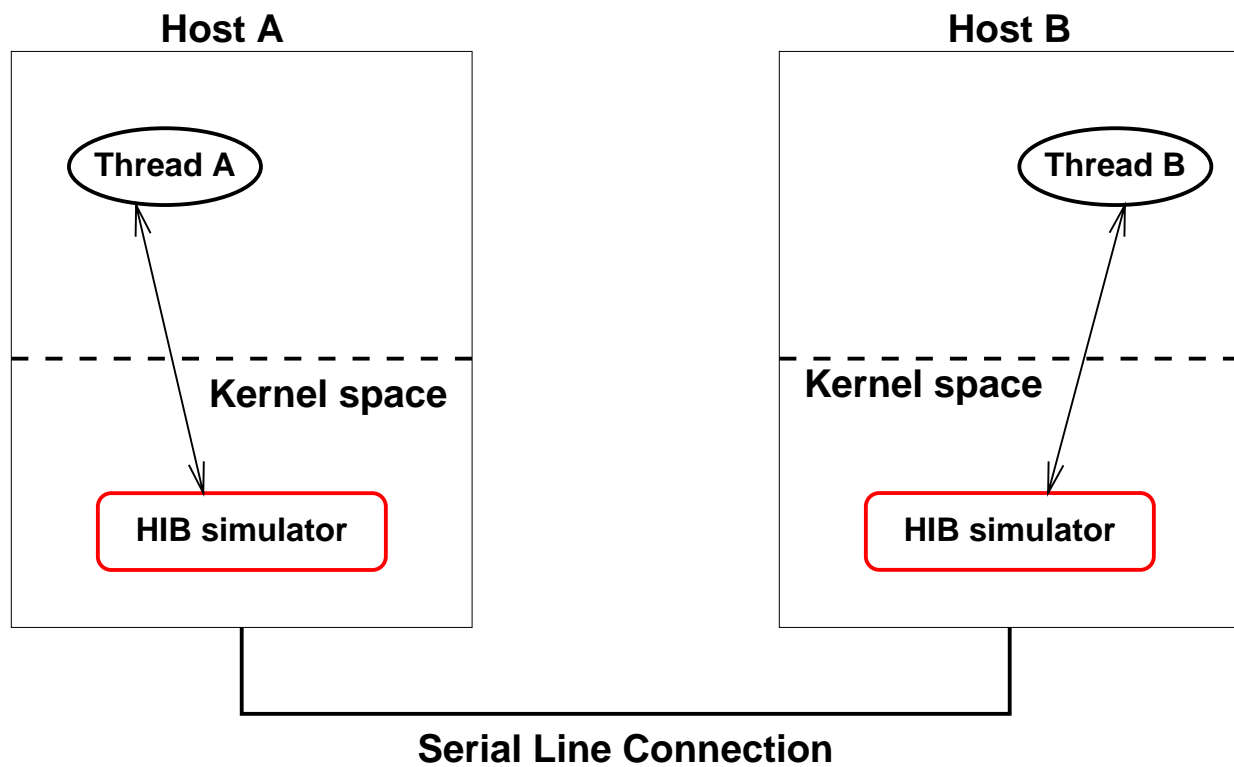 Host A
Host B
Thread A
Thread B
Kernel space
Kernel space
HIB simulator
HIB simulator
Serial Line Connection